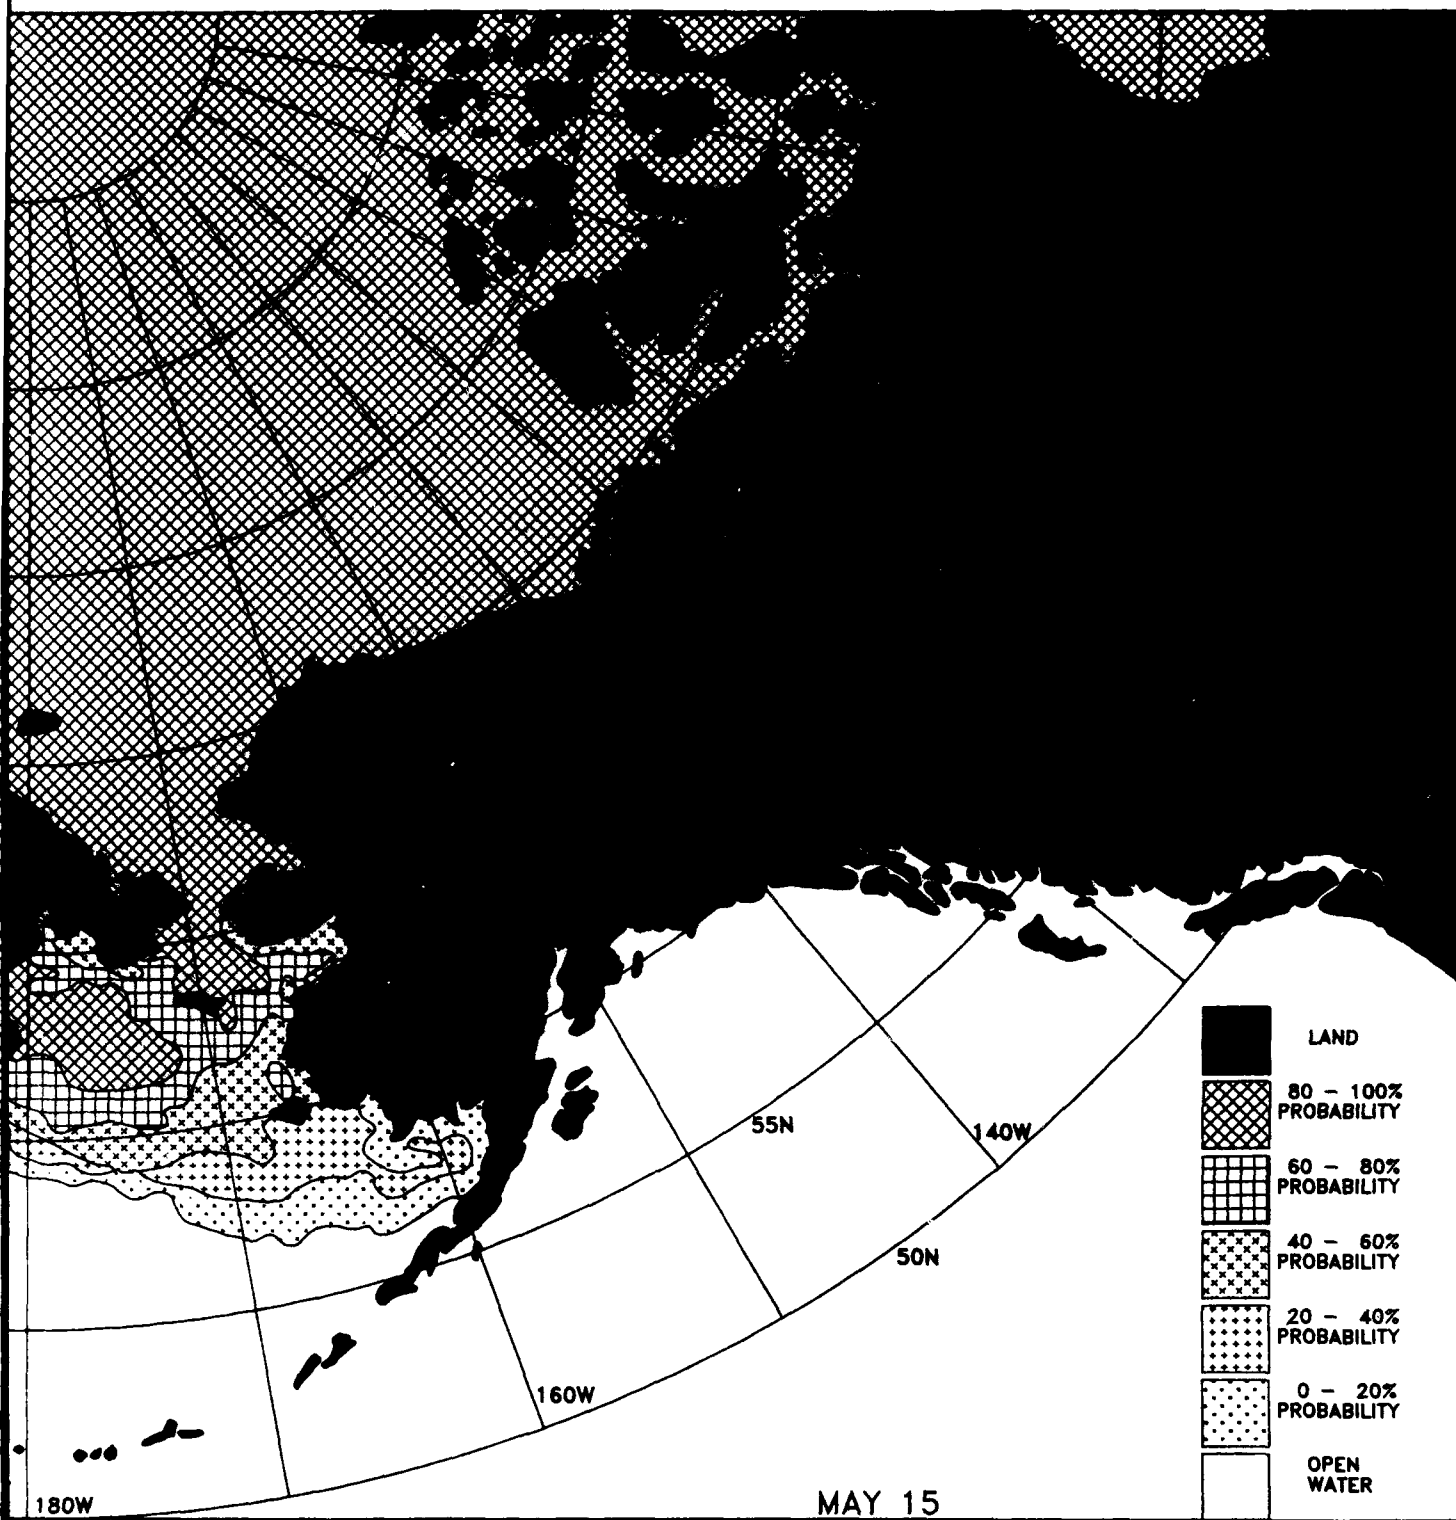 55N
140W
50N
160W
180W
MAY 15
LAND
80 – 100%
PROBABILITY
60 – 80%
PROBABILITY
40 – 60%
PROBABILITY
20 – 40%
PROBABILITY
0 – 20%
PROBABILITY
OPEN
WATER